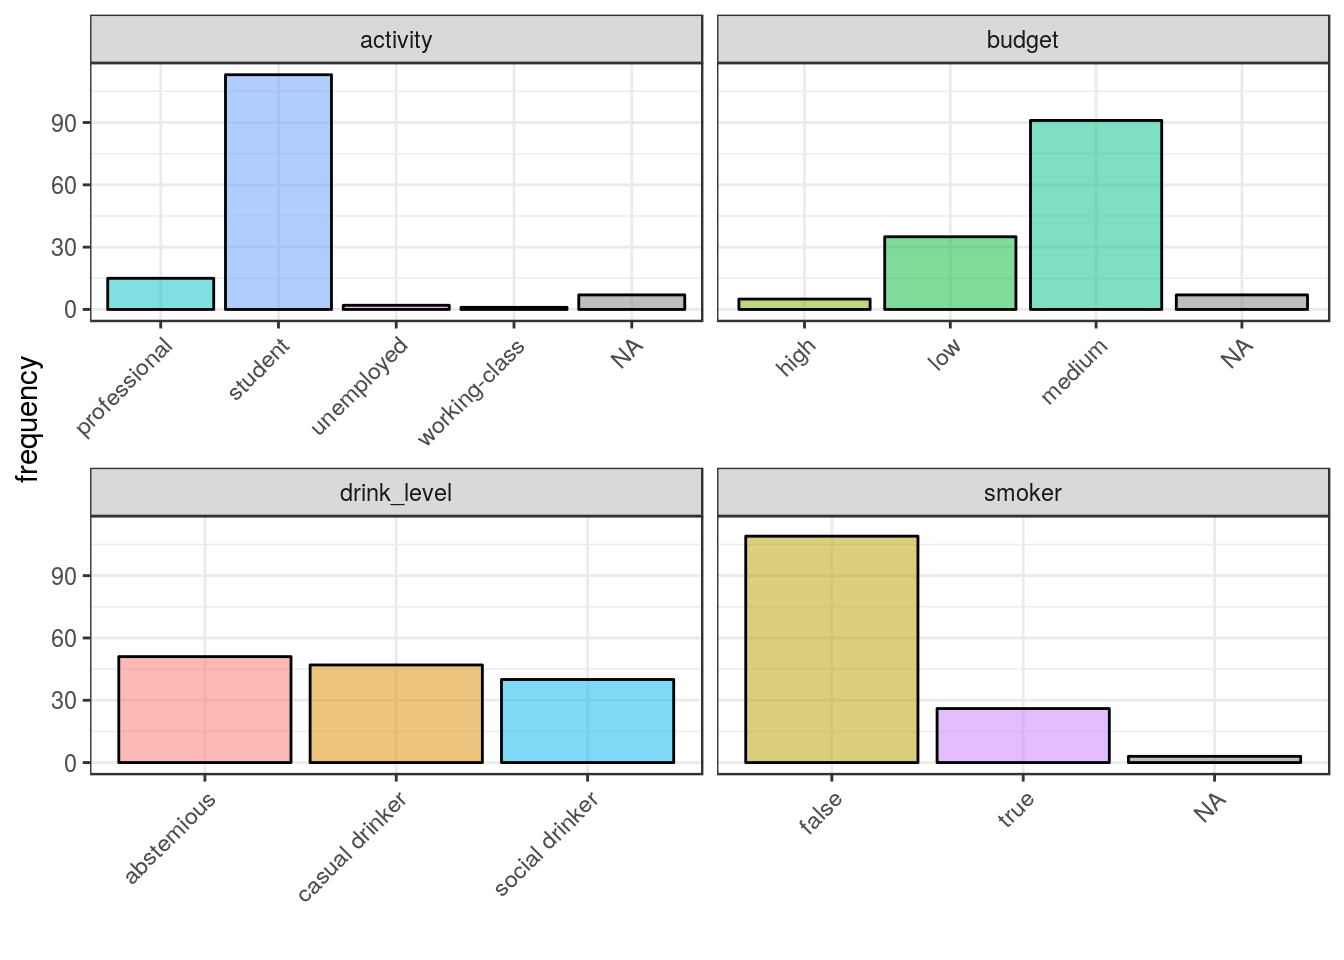 activity
budget
90
60
30
0
professional
student
unemployed
working-class
NA
high
low
medium
NA
frequency
drink_level
smoker
90
60
30
0
abstemious
casual drinker
social drinker
false
true
NA